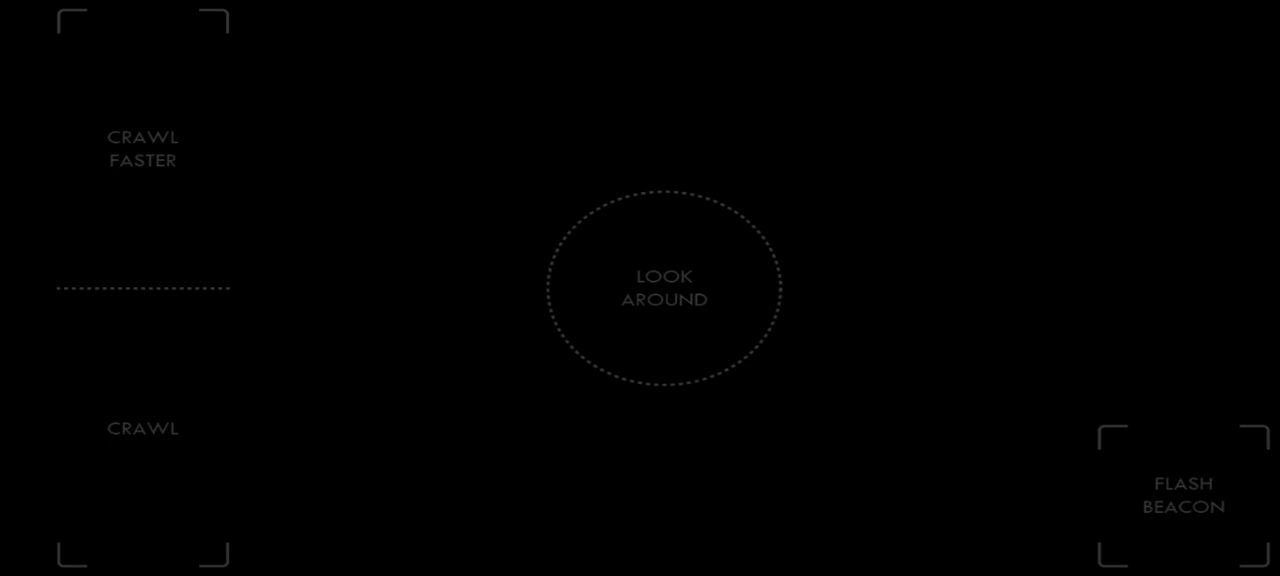 CRAWL
FASTER
LOOK
AROUND
CRAWL
FLASH
BEACON